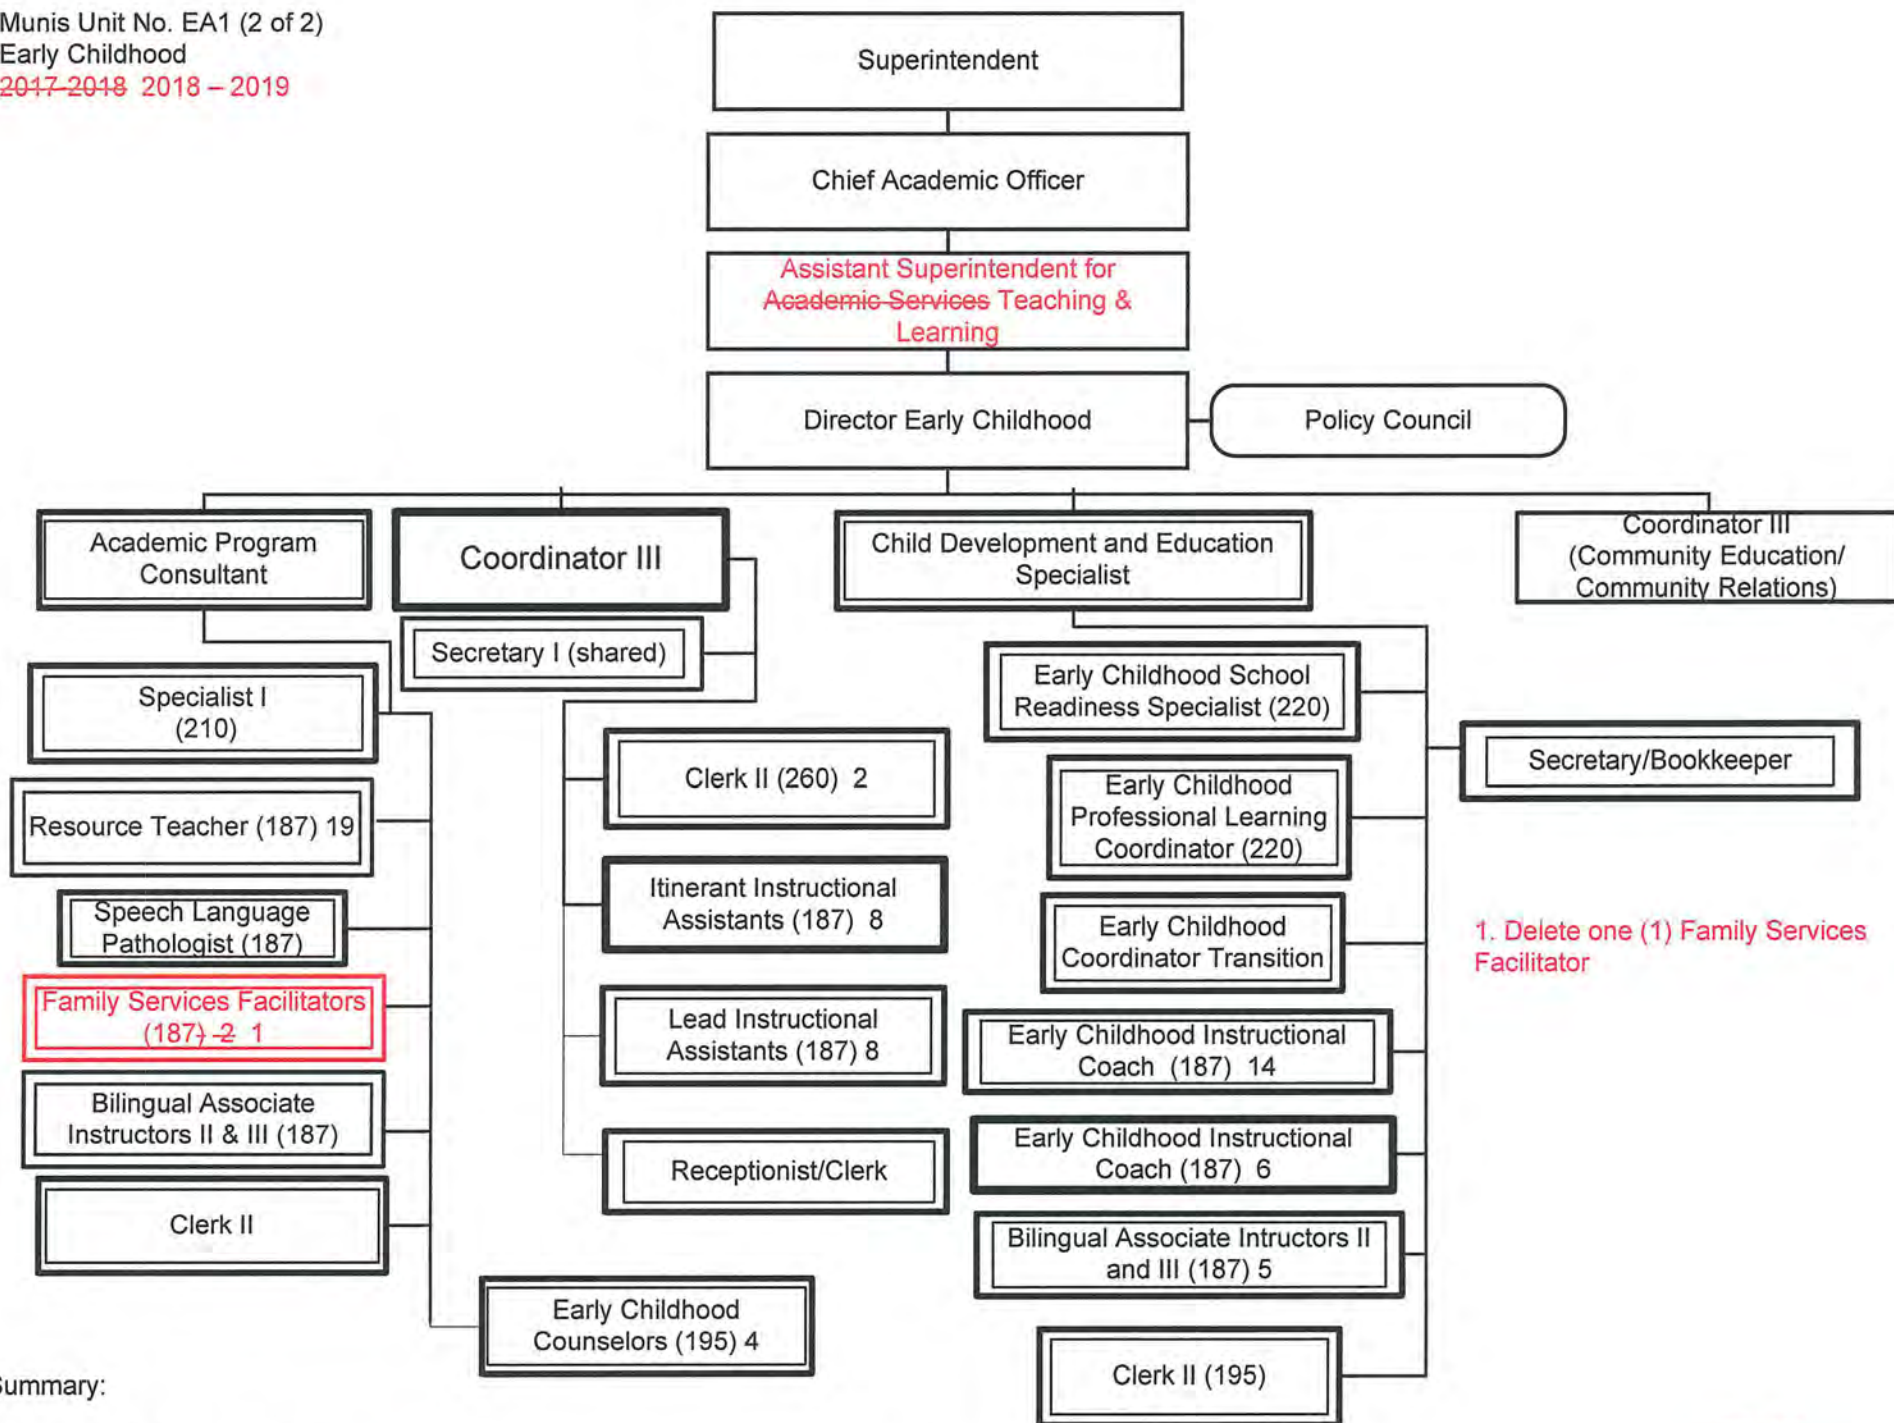 Munis Unit No. EA1 (2 of 2)
Early Childhood
2017-2018 2018 – 2019
Superintendent
Chief Academic Officer
Assistant Superintendent for
Academic Services Teaching &
Learning
Director Early Childhood
Policy Council
Academic Program
Consultant
Specialist I
(210)
Resource Teacher (187) 19
Speech Language
Pathologist (187)
Family Services Facilitators
(187) 2 1
Bilingual Associate
Instructors II & III (187)
Clerk II
Early Childhood
Counselors (195) 4
Coordinator III
Secretary I (shared)
Clerk II (260) 2
Itinerant Instructional
Assistants (187) 8
Lead Instructional
Assistants (187) 8
Receptionist/Clerk
Child Development and Education
Specialist
Early Childhood School
Readiness Specialist (220)
Early Childhood
Professional Learning
Coordinator (220)
Early Childhood
Coordinator Transition
Early Childhood Instructional
Coach (187) 14
Early Childhood Instructional
Coach (187) 6
Bilingual Associate Intructors II
and III (187) 5
Clerk II (195)
Secretary/Bookkeeper
Coordinator III
(Community Education/
Community Relations)
1. Delete one (1) Family Services
Facilitator
Summary: